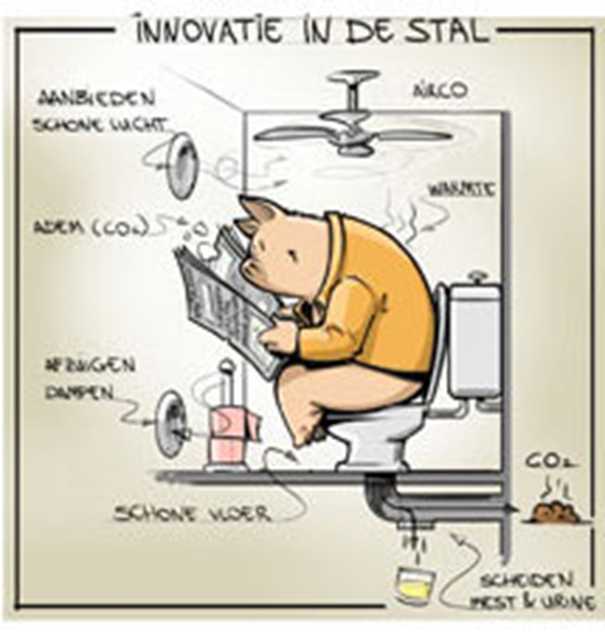 INNOVATIE IN DE STAL
AANBIEDEN
SCHONE LUCHT
AIRCO
WARMTE
ADEM (CO2)
AFZUIGEN
DAMPEN
SCHONE VLOER
CO2
SCHEIDEN
MEST & URINE